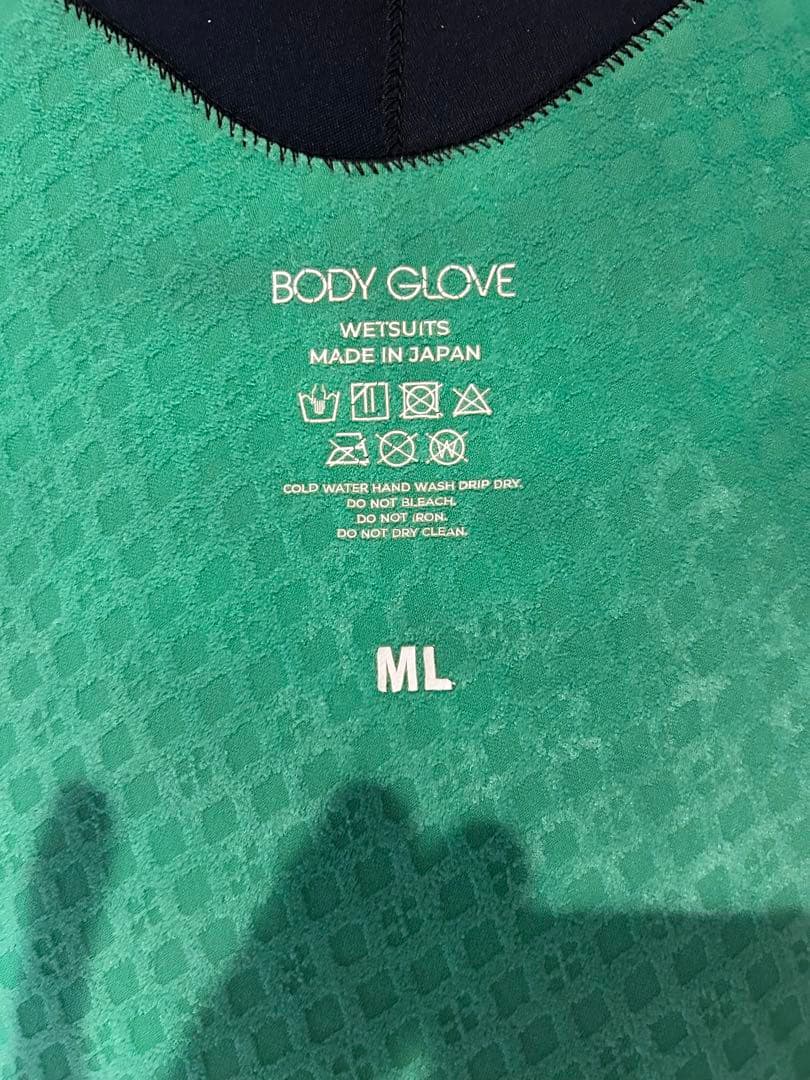 BODY GLOVE
WETSUITS
MADE IN JAPAN
W
COLD WATER HAND WASH DRIP DRY.
DO NOT BLEACH.
DO NOT IRON.
DO NOT DRY CLEAN.
ML